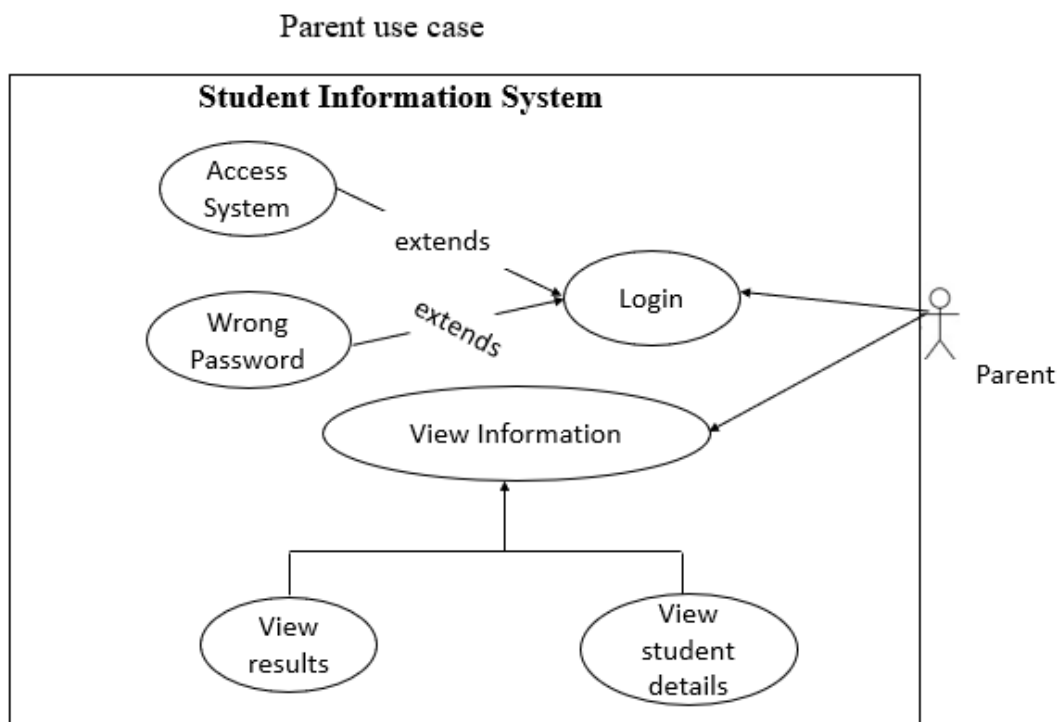 Parent use case
Student Information System
Access
System
extends
Login
Wrong
Password
extends
Parent
View Information
View
results
View
student
details